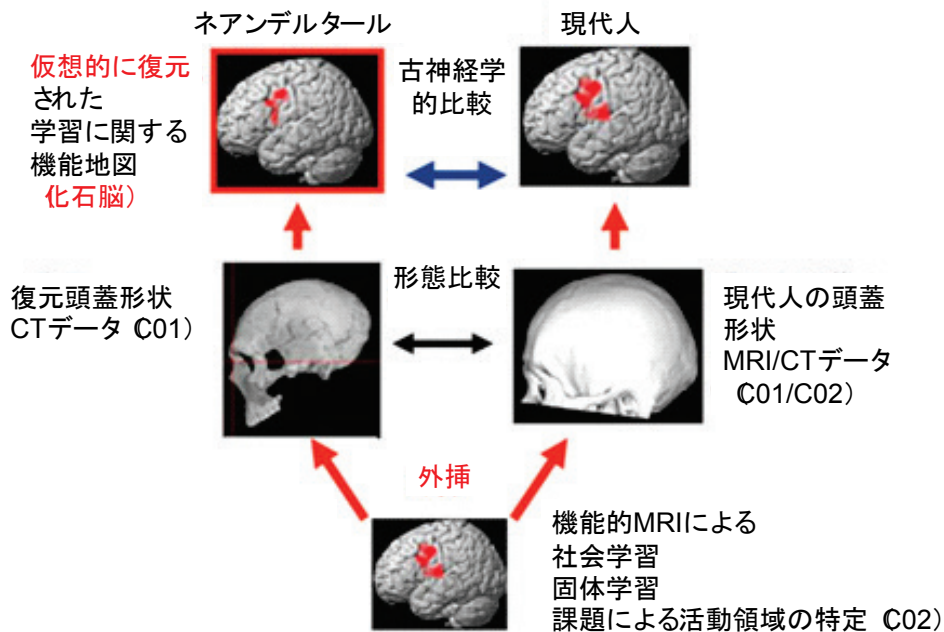 ネアンデルタール
現代人
仮想的に復元
された
学習に関する
機能地図
(化石脳)
古神経学
的比較
復元頭蓋形状
CTデータ (C01)
形態比較
現代人の頭蓋
形状
MRI/CTデータ
(C01/C02)
外挿
機能的MRIによる
社会学習
固体学習
課題による活動領域の特定 (C02)